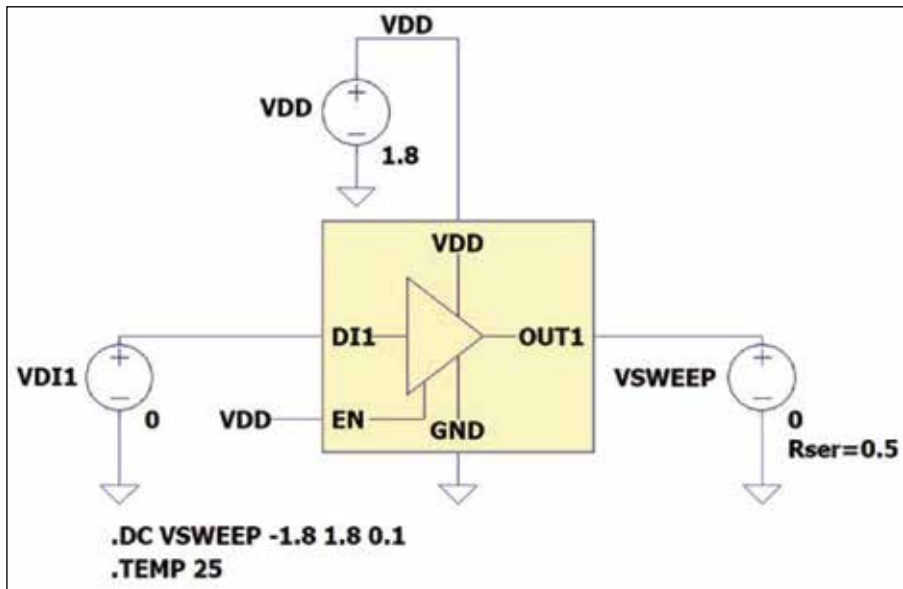 VDD
VDD
1.8
VDD
DI1
OUT1
VDI1
0
VSWEEP
0
Rser=0.5
VDD
EN
GND
.DC VSWEEP -1.8 1.8 0.1
.TEMP 25